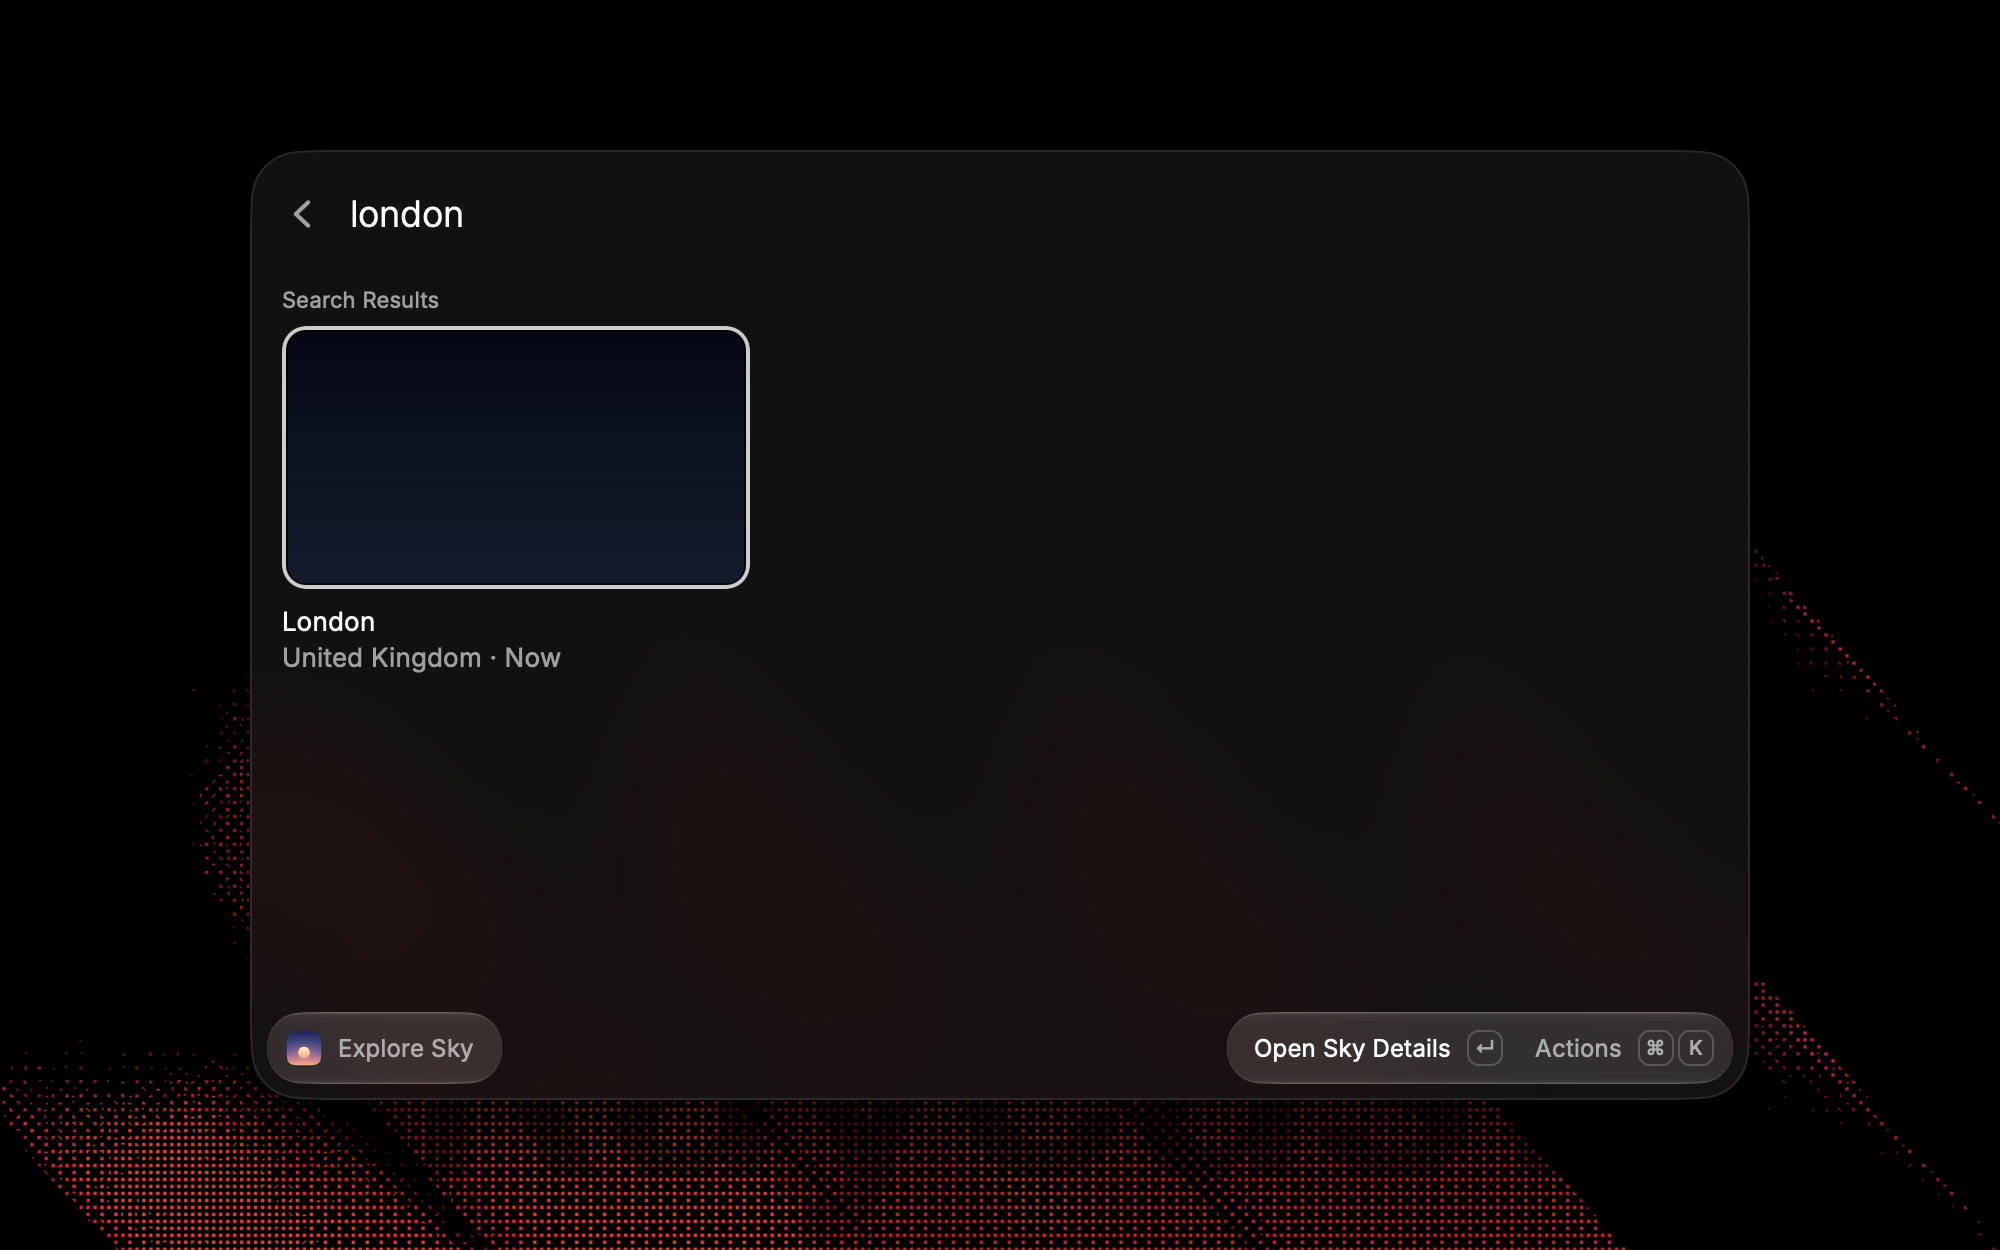 london
Search Results
London
United Kingdom · Now
Explore Sky
Open Sky Details ↵ Actions ⌘ K